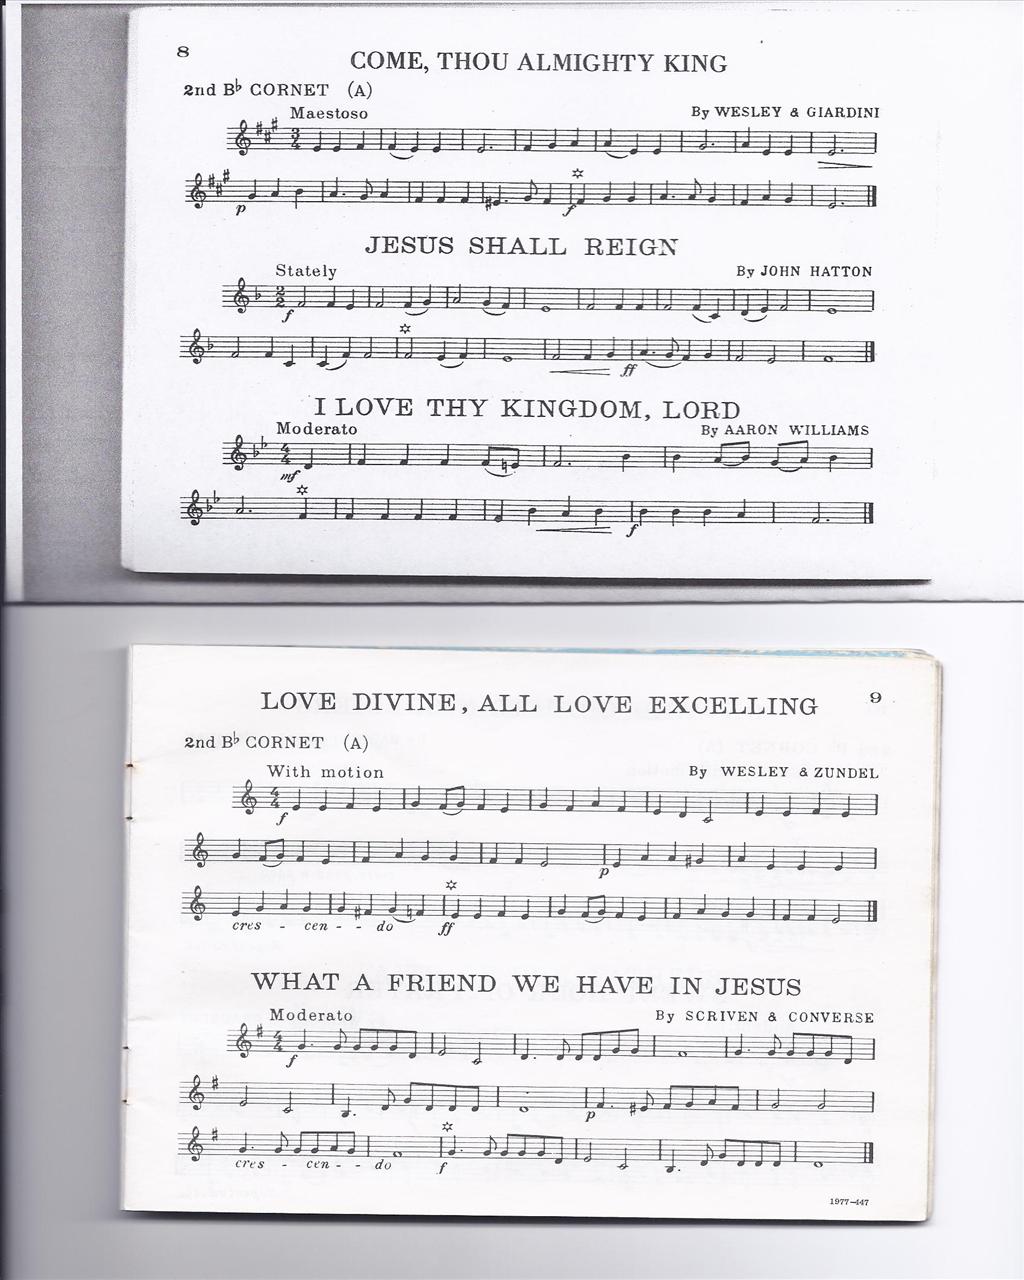 8
COME, THOU ALMIGHTY KING
2nd B♭ CORNET (A)
Maestoso
By WESLEY & GIARDINI
p
f
JESUS SHALL REIGN
Stately
By JOHN HATTON
f
ff
I LOVE THY KINGDOM, LORD
Moderato
By AARON WILLIAMS
mf
f
LOVE DIVINE, ALL LOVE EXCELLING
9
2nd B♭ CORNET (A)
With motion
By WESLEY & ZUNDEL
f
p
cres - cen - - do ff
WHAT A FRIEND WE HAVE IN JESUS
Moderato
By SCRIVEN & CONVERSE
f
p
cres - cen - - do f
1977-447